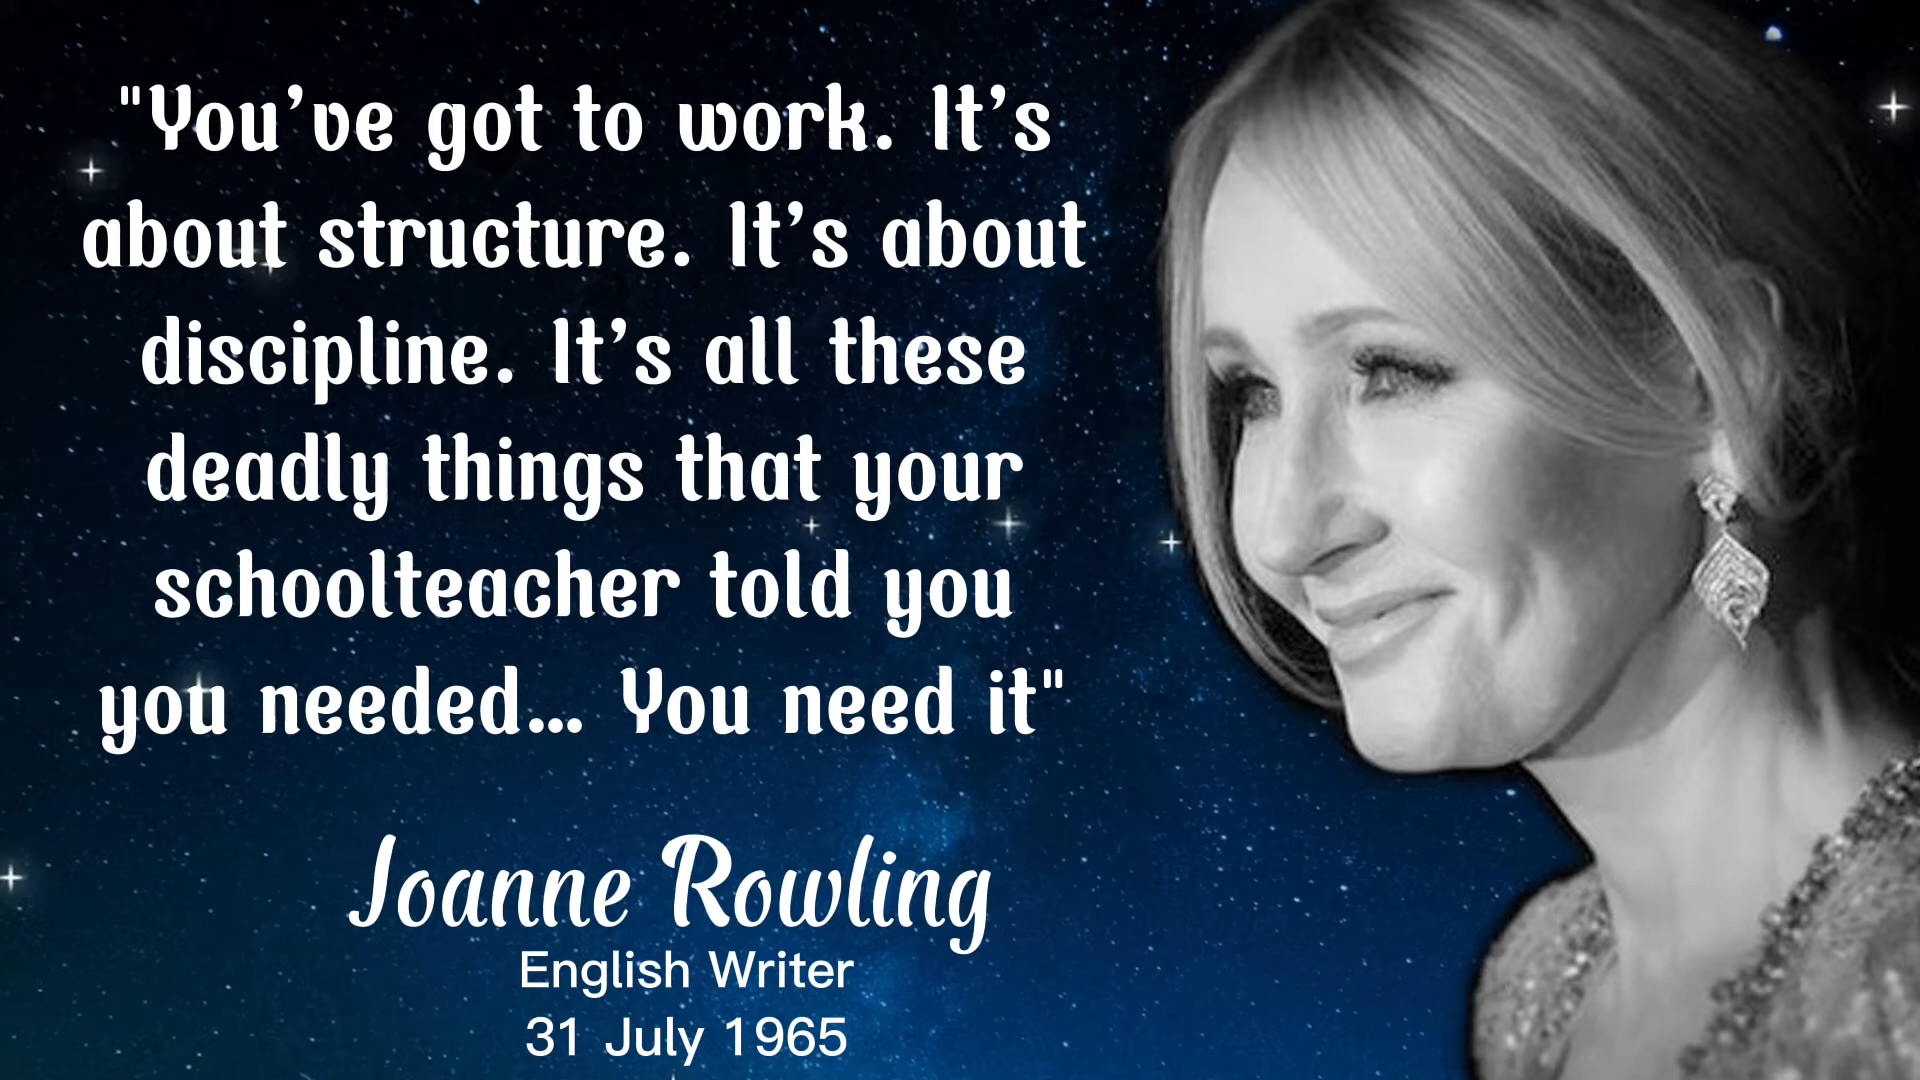 "You’ve got to work. It’s
about structure. It’s about
discipline. It’s all these
deadly things that your
schoolteacher told you
you needed... You need it"
Joanne Rowling
English Writer
31 July 1965